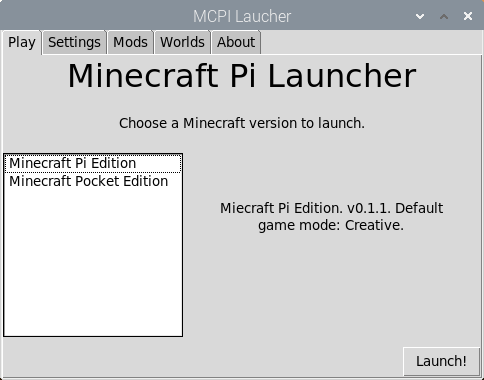 MCPI Laucher
Play Settings Mods Worlds About
Minecraft Pi Launcher
Choose a Minecraft version to launch.
Minecraft Pi Edition
Minecraft Pocket Edition
Miecraft Pi Edition. v0.1.1. Default
game mode: Creative.
Launch!